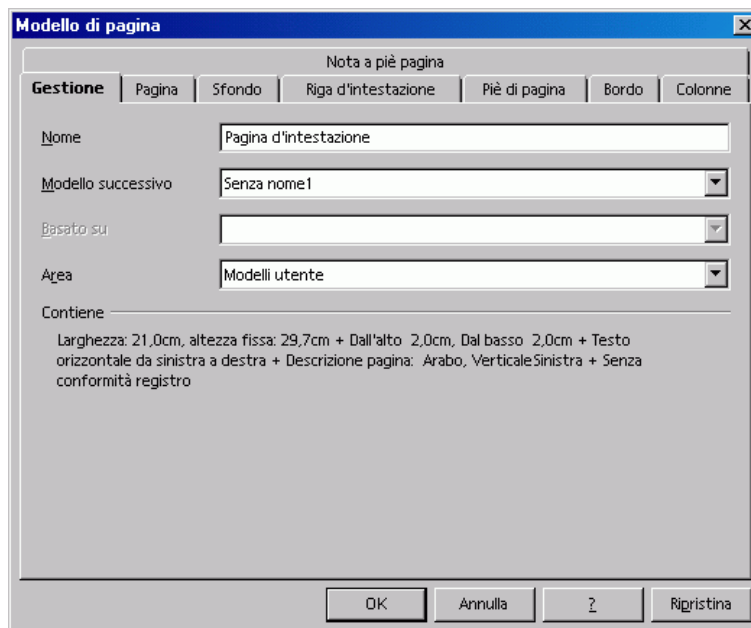 Modello di pagina
Nota a piè pagina
Gestione Pagina Sfondo Riga d'intestazione Piè di pagina Bordo Colonne
Nome Pagina d'intestazione
Modello successivo Senza nome1
Basato su
Area Modelli utente
Contiene
Larghezza: 21,0cm, altezza fissa: 29,7cm + Dall'alto 2,0cm, Dal basso 2,0cm + Testo
orizzontale da sinistra a destra + Descrizione pagina: Arabo, VerticaleSinistra + Senza
conformità registro
OK Annulla ? Ripristina